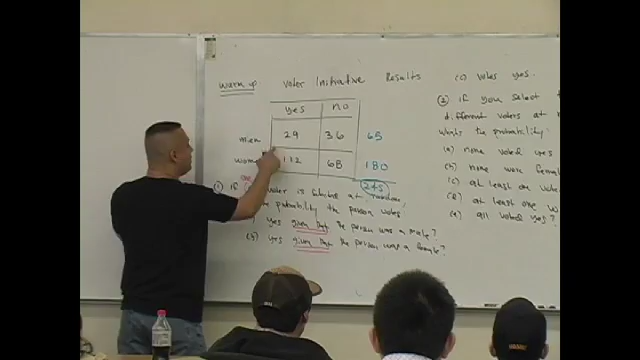 warm up Voter Initiative Results
yes no
men 29 36 65
wom 112 68 180
245
(1) If one voter is selected at random,
probability the person votes
yes given that the person was a male?
(b) yes given that the person was a female?
(c) votes yes.
(2) if you select
different voters at
what's the probability:
(a) none voted yes
(b) none were female
(c) at least one vote
(d) at least one
(e) all voted yes?